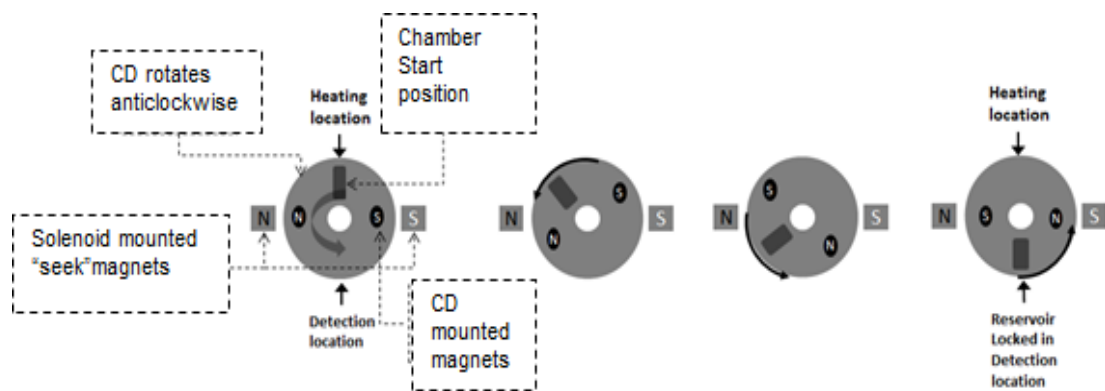 CD rotates
anticlockwise
Chamber
Start
position
Heating
location
Heating
location
N
N
S
S
Solenoid mounted
“seek”magnets
Detection
location
CD
mounted
magnets
N
S
N
S
N
S
N
S
N
S
N
S
Reservoir
Locked in
Detection
location